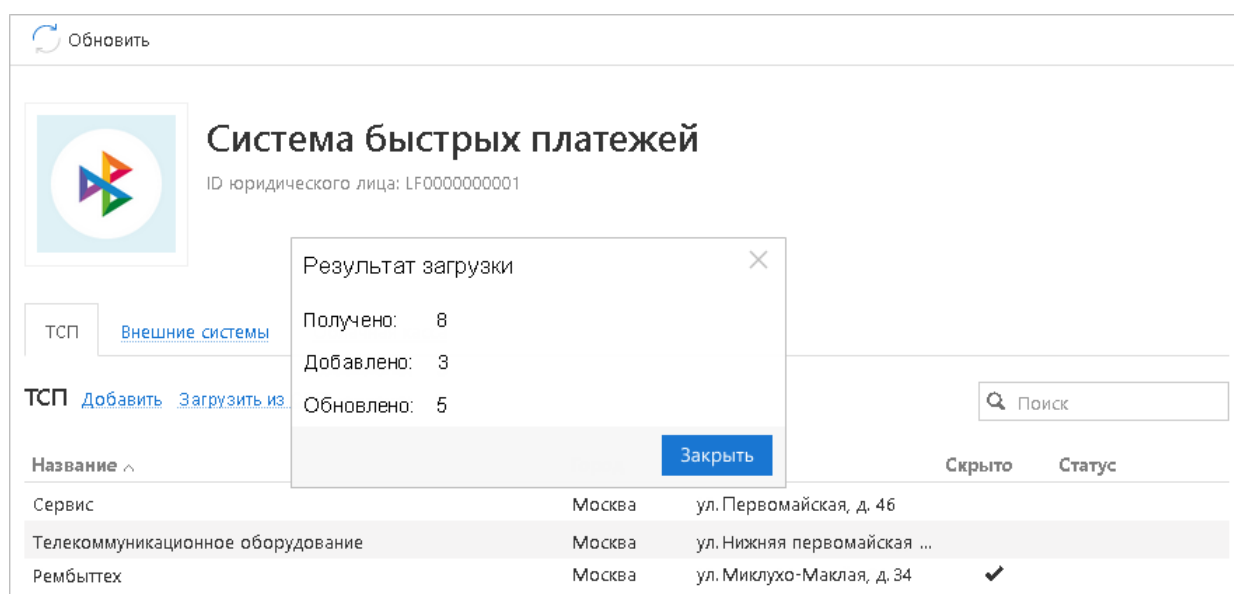 Обновить
Система быстрых платежей
ID юридического лица: LF0000000001
Результат загрузки
Получено: 8
Добавлено: 3
Обновлено: 5
Закрыть
ТСП Внешние системы
ТСП Добавить Загрузить из
Поиск
Название Скрыто Статус
Сервис Москва ул. Первомайская, д. 46
Телекоммуникационное оборудование Москва ул. Нижняя первомайская ...
Рембыттех Москва ул. Миклухо-Маклая, д. 34